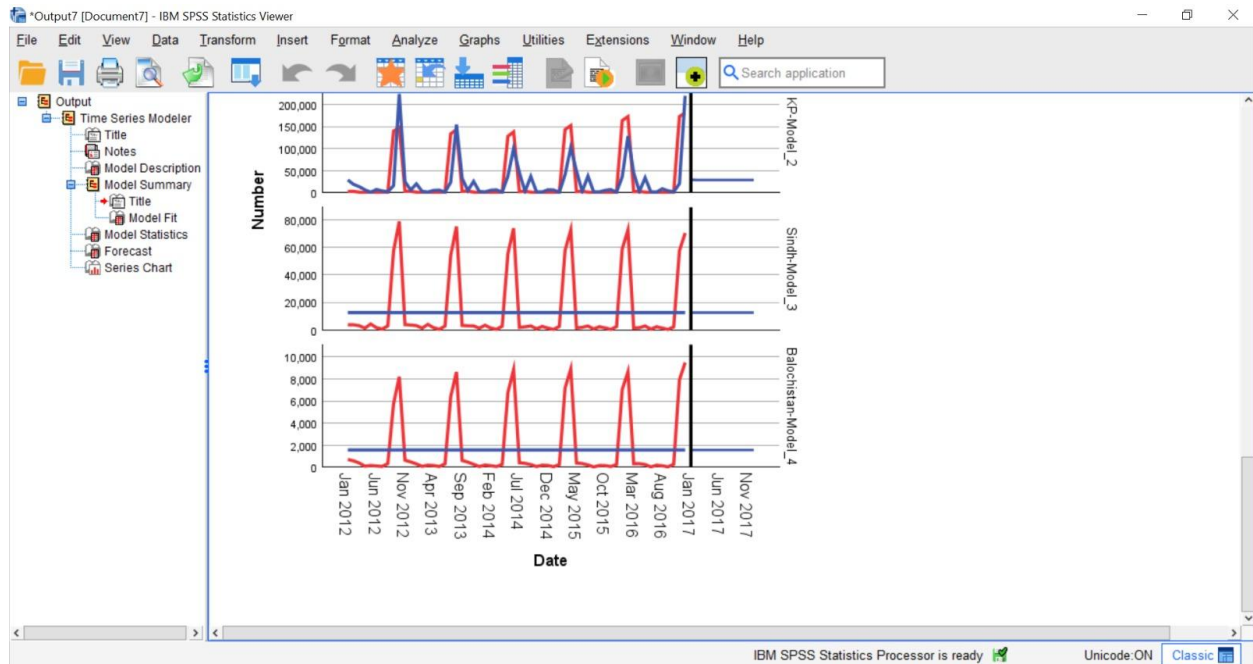 *Output7 [Document7] - IBM SPSS Statistics Viewer
File Edit View Data Transform Insert Format Analyze Graphs Utilities Extensions Window Help
Search application
Output
Time Series Modeler
Title
Notes
Model Description
Model Summary
Title
Model Fit
Model Statistics
Forecast
Series Chart
Number
200,000
150,000
100,000
50,000
0
KP-Model_2
80,000
60,000
40,000
20,000
0
Sindh-Model_3
10,000
8,000
6,000
4,000
2,000
0
Balochistan-Model_4
Jan 2012
Jun 2012
Nov 2012
Apr 2013
Sep 2013
Feb 2014
Jul 2014
Dec 2014
May 2015
Oct 2015
Mar 2016
Aug 2016
Jan 2017
Jun 2017
Nov 2017
Date
IBM SPSS Statistics Processor is ready Unicode:ON Classic